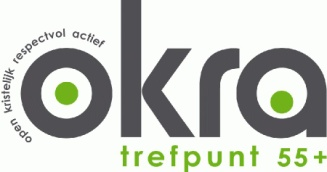 open kristelijk respectvol actief
okra
trefpunt 55+